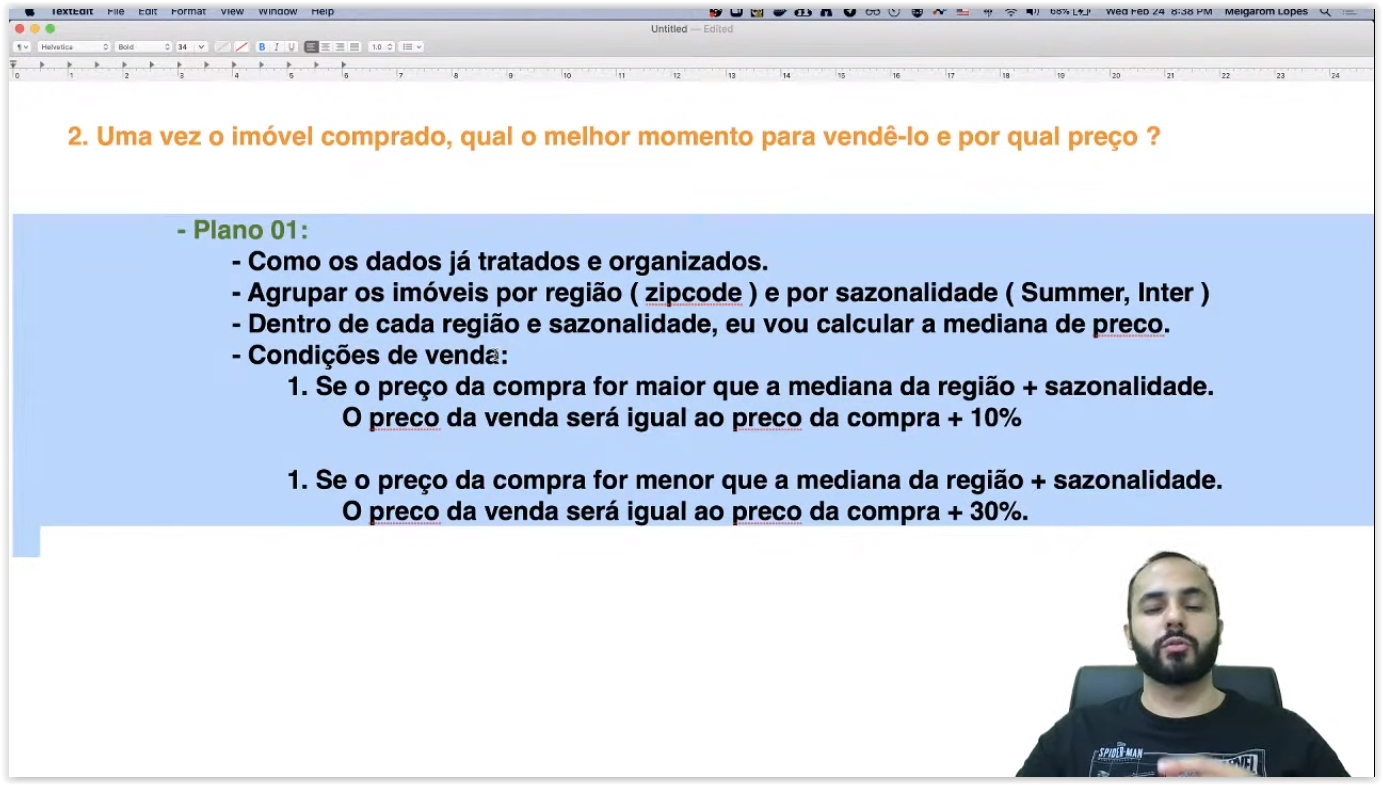 TextEdit File Edit Format View Window Help 68% Wed Feb 24 8:38 PM Meigarom Lopes
Untitled — Edited
Helvetica Bold 34 B I U 1.0
0 1 2 3 4 5 6 7 8 9 10 11 12 13 14 15 16 17 18 19 20 21 22 23 24
2. Uma vez o imóvel comprado, qual o melhor momento para vendê-lo e por qual preço ?
- Plano 01:
- Como os dados já tratados e organizados.
- Agrupar os imóveis por região ( zipcode ) e por sazonalidade ( Summer, Inter )
- Dentro de cada região e sazonalidade, eu vou calcular a mediana de preco.
- Condições de venda:
1. Se o preço da compra for maior que a mediana da região + sazonalidade.
O preco da venda será igual ao preco da compra + 10%
1. Se o preço da compra for menor que a mediana da região + sazonalidade.
O preco da venda será igual ao preco da compra + 30%.
SPIDER-MAN